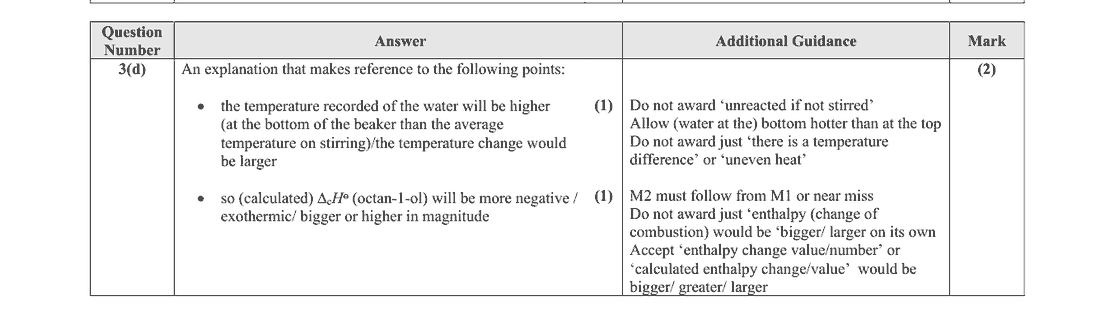 Question
Number
Answer
Additional Guidance
Mark
3(d)
An explanation that makes reference to the following points:
(2)
• the temperature recorded of the water will be higher (1)
(at the bottom of the beaker than the average
temperature on stirring)/the temperature change would
be larger
Do not award ‘unreacted if not stirred’
Allow (water at the) bottom hotter than at the top
Do not award just ‘there is a temperature
difference’ or ‘uneven heat’
• so (calculated) ΔcHᶱ (octan-1-ol) will be more negative / (1)
exothermic/ bigger or higher in magnitude
M2 must follow from M1 or near miss
Do not award just ‘enthalpy (change of
combustion) would be ‘bigger/ larger on its own
Accept ‘enthalpy change value/number’ or
‘calculated enthalpy change/value’ would be
bigger/ greater/ larger